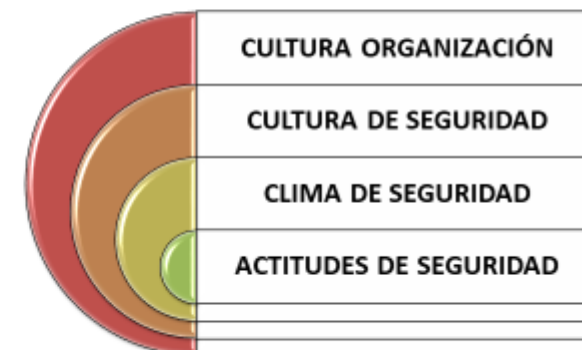 CULTURA ORGANIZACIÓN
CULTURA DE SEGURIDAD
CLIMA DE SEGURIDAD
ACTITUDES DE SEGURIDAD